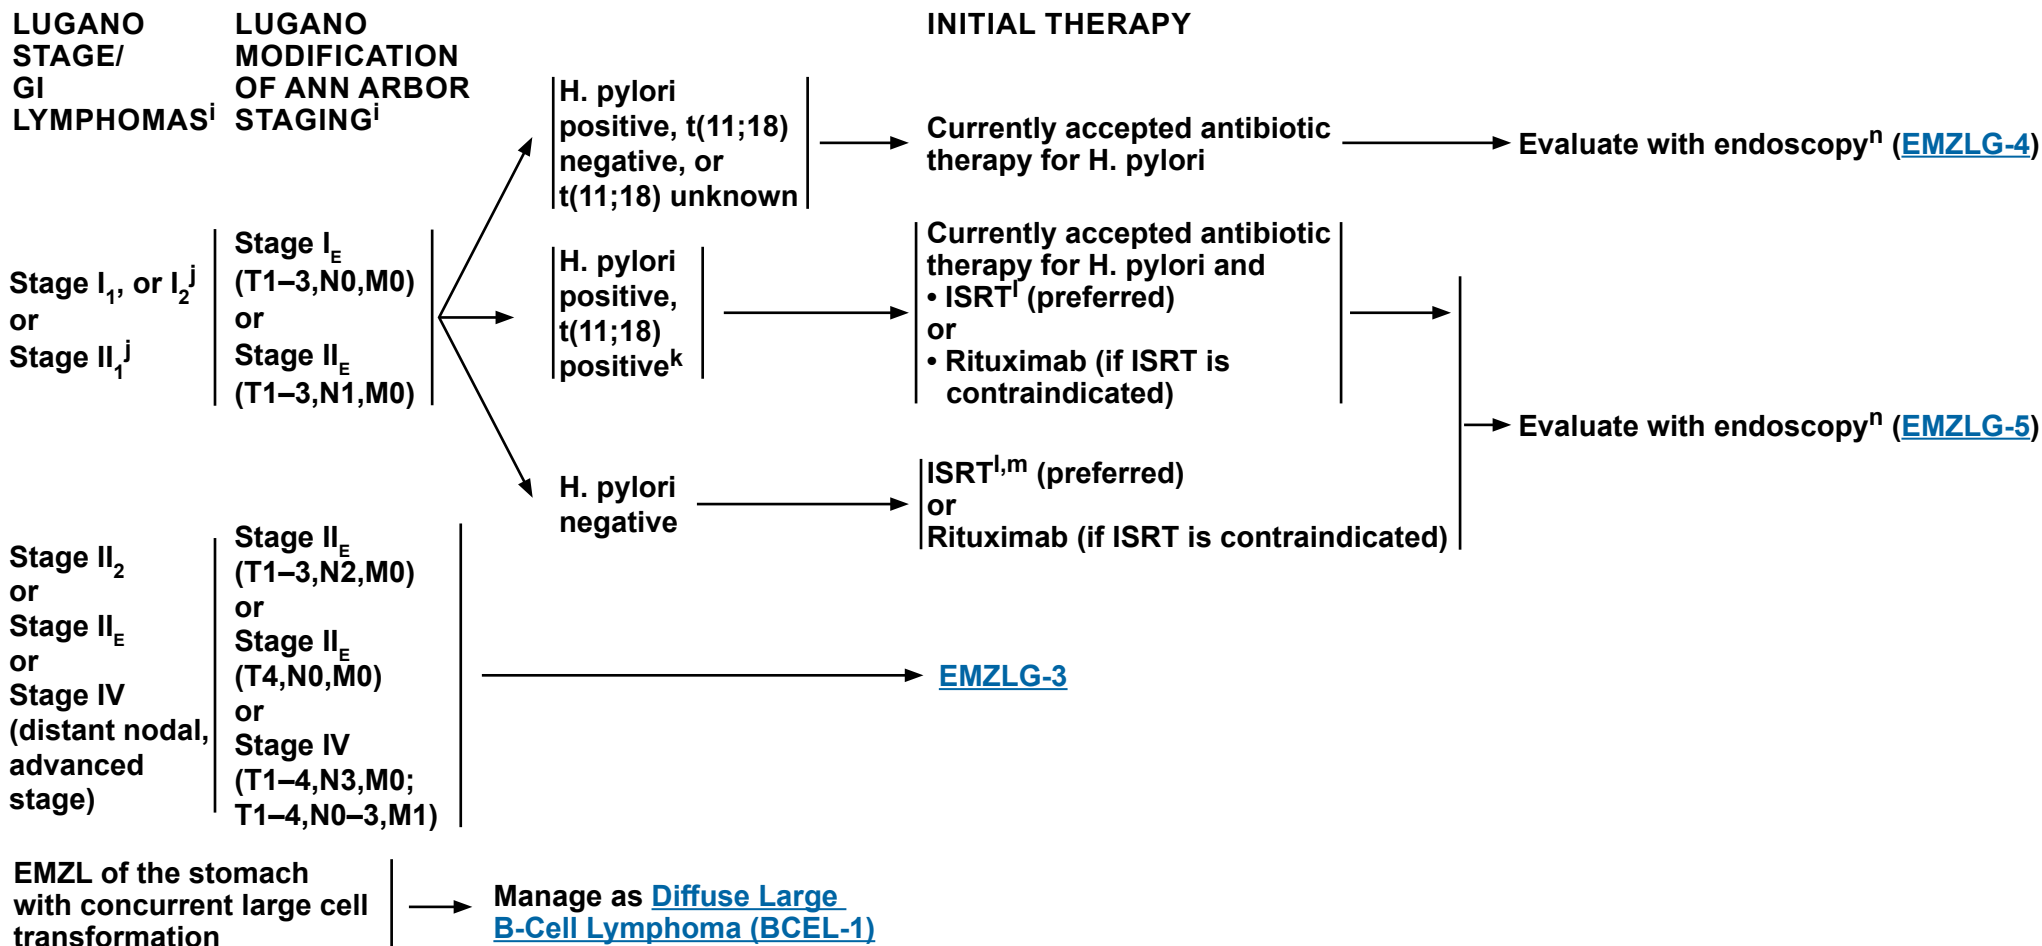 LUGANO
STAGE/
GI
LYMPHOMASⁱ
LUGANO
MODIFICATION
OF ANN ARBOR
STAGINGⁱ
INITIAL THERAPY
Stage I₁, or I₂ʲ
or
Stage II₁ʲ
Stage I_E
(T1–3,N0,M0)
or
Stage II_E
(T1–3,N1,M0)
H. pylori
positive, t(11;18)
negative, or
t(11;18) unknown
Currently accepted antibiotic
therapy for H. pylori
Evaluate with endoscopyⁿ (EMZLG-4)
H. pylori
positive,
t(11;18)
positiveᵏ
Currently accepted antibiotic
therapy for H. pylori and
• ISRTˡ (preferred)
or
• Rituximab (if ISRT is
contraindicated)
H. pylori
negative
ISRTˡ,ᵐ (preferred)
or
Rituximab (if ISRT is contraindicated)
Evaluate with endoscopyⁿ (EMZLG-5)
Stage II₂
or
Stage II_E
or
Stage IV
(distant nodal,
advanced
stage)
Stage II_E
(T1–3,N2,M0)
or
Stage II_E
(T4,N0,M0)
or
Stage IV
(T1–4,N3,M0;
T1–4,N0–3,M1)
EMZLG-3
EMZL of the stomach
with concurrent large cell
transformation
Manage as Diffuse Large
B-Cell Lymphoma (BCEL-1)